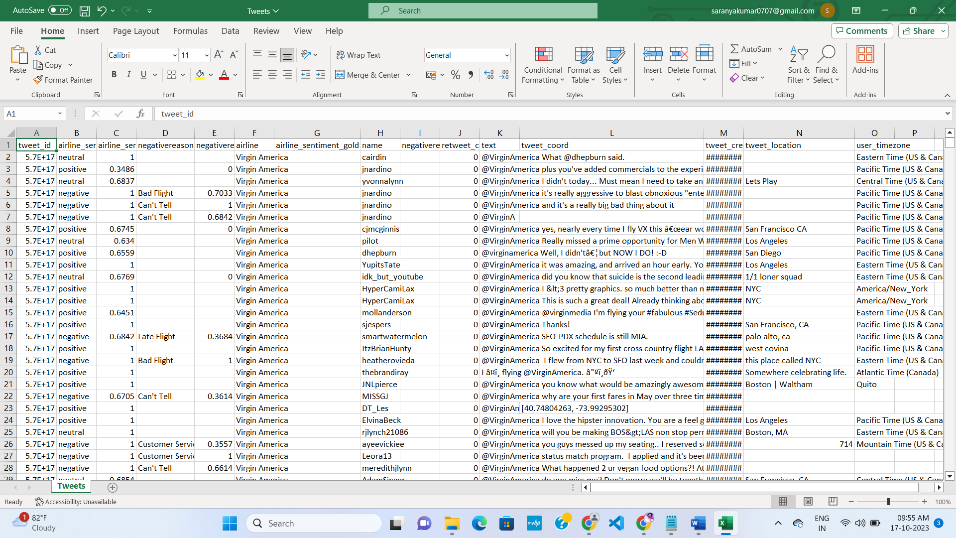 AutoSave Off Tweets Search saranyakumar0707@gmail.com S
File Home Insert Draw Page Layout Formulas Data Review View Help Comments Share
Paste Cut Copy Format Painter Clipboard
Calibri 11 B I U Font
Wrap Text Merge & Center Alignment
General Number
Conditional Formatting Format as Table Cell Styles Styles
Insert Delete Format Cells
AutoSum Fill Clear Sort & Filter Find & Select Editing
Add-ins Add-ins
A1 fx tweet_id
A B C D E F G H I J K L M N O P
1 tweet_id airline_ser airline_ser negativereason negativere airline airline_sentiment_gold name negativere retweet_c text tweet_coord tweet_cre tweet_location user_timezone
2 5.7E+17 neutral 1 Virgin America cairdin 0 @VirginAmerica What @dhepburn said. ######## Eastern Time (US & Cana
3 5.7E+17 positive 0.3486 0 Virgin America jnardino 0 @VirginAmerica plus you've added commercials to the experi ######## Pacific Time (US & Cana
4 5.7E+17 neutral 0.6837 Virgin America yvonnalynn 0 @VirginAmerica I didn't today... Must mean I need to take an ######## Lets Play Central Time (US & Cana
5 5.7E+17 negative 1 Bad Flight 0.7033 Virgin America jnardino 0 @VirginAmerica it's really aggressive to blast obnoxious "ente ######## Pacific Time (US & Cana
6 5.7E+17 negative 1 Can't Tell 1 Virgin America jnardino 0 @VirginAmerica and it's a really big bad thing about it ######## Pacific Time (US & Cana
7 5.7E+17 negative 1 Can't Tell 0.6842 Virgin America jnardino 0 @VirginA ######## Pacific Time (US & Cana
8 5.7E+17 positive 0.6745 0 Virgin America cjmcginnis 0 @VirginAmerica yes, nearly every time I fly VX this â€œear wo ######## San Francisco CA Pacific Time (US & Cana
9 5.7E+17 neutral 0.634 Virgin America pilot 0 @VirginAmerica Really missed a prime opportunity for Men W ######## Los Angeles Pacific Time (US & Cana
10 5.7E+17 positive 0.6559 Virgin America dhepburn 0 @virginamerica Well, I didn'tâ€¦but NOW I DO! :-D ######## San Diego Pacific Time (US & Cana
11 5.7E+17 positive 1 Virgin America YupitsTate 0 @VirginAmerica it was amazing, and arrived an hour early. Yo ######## Los Angeles Eastern Time (US & Cana
12 5.7E+17 neutral 0.6769 0 Virgin America idk_but_youtube 0 @VirginAmerica did you know that suicide is the second leadi ######## 1/1 loner squad Eastern Time (US & Cana
13 5.7E+17 positive 1 Virgin America HyperCamiLax 0 @VirginAmerica I &lt;3 pretty graphics. so much better than m ######## NYC America/New_York
14 5.7E+17 positive 1 Virgin America HyperCamiLax 0 @VirginAmerica This is such a great deal! Already thinking abo ######## NYC America/New_York
15 5.7E+17 positive 0.6451 Virgin America mollanderson 0 @VirginAmerica @virginmedia I'm flying your #fabulous #Sedu ######## Eastern Time (US & Cana
16 5.7E+17 positive 1 Virgin America sjespers 0 @VirginAmerica Thanks! ######## San Francisco, CA Pacific Time (US & Cana
17 5.7E+17 negative 0.6842 Late Flight 0.3684 Virgin America smartwatermelon 0 @VirginAmerica SFO-PDX schedule is still MIA. ######## palo alto, ca Pacific Time (US & Cana
18 5.7E+17 positive 1 Virgin America ItzBrianHunty 0 @VirginAmerica So excited for my first cross country flight LA ######## west covina Pacific Time (US & Cana
19 5.7E+17 negative 1 Bad Flight 1 Virgin America heatherovieda 0 @VirginAmerica I flew from NYC to SFO last week and couldn ######## this place called NYC Eastern Time (US & Cana
20 5.7E+17 positive 1 Virgin America thebrandiray 0 ######## Somewhere celebrating life. Atlantic Time (Canada)
21 5.7E+17 positive 1 Virgin America JNLpierce 0 @VirginAmerica you know what would be amazingly awesom ######## Boston | Waltham Quito
22 5.7E+17 negative 0.6705 Can't Tell 0.3614 Virgin America MISSGJ 0 @VirginAmerica why are your first fares in May over three tim ########
23 5.7E+17 positive 1 Virgin America DT_Les 0 @VirginAm [40.74804263, -73.99295302] ########
24 5.7E+17 positive 1 Virgin America ElvinaBeck 0 @VirginAmerica I love the hipster innovation. You are a feel g ######## Los Angeles Pacific Time (US & Cana
25 5.7E+17 neutral 1 Virgin America rjlynch21086 0 @VirginAmerica will you be making BOS&gt;LAS non stop perr ######## Boston, MA Eastern Time (US & Cana
26 5.7E+17 negative 1 Customer Servic 0.3557 Virgin America ayeevickiee 0 @VirginAmerica you guys messed up my seating.. I reserved se ######## 714 Mountain Time (US & C
27 5.7E+17 negative 1 Customer Servic 1 Virgin America Leora13 0 @VirginAmerica status match program. I applied and it's bee ########
28 5.7E+17 negative 1 Can't Tell 0.6614 Virgin America meredithjlynn 0 @VirginAmerica What happened 2 ur vegan food options?! At ########
Tweets
Ready Accessibility: Unavailable 100%
1 82°F Cloudy Search ENG IN 09:55 AM 17-10-2023 3